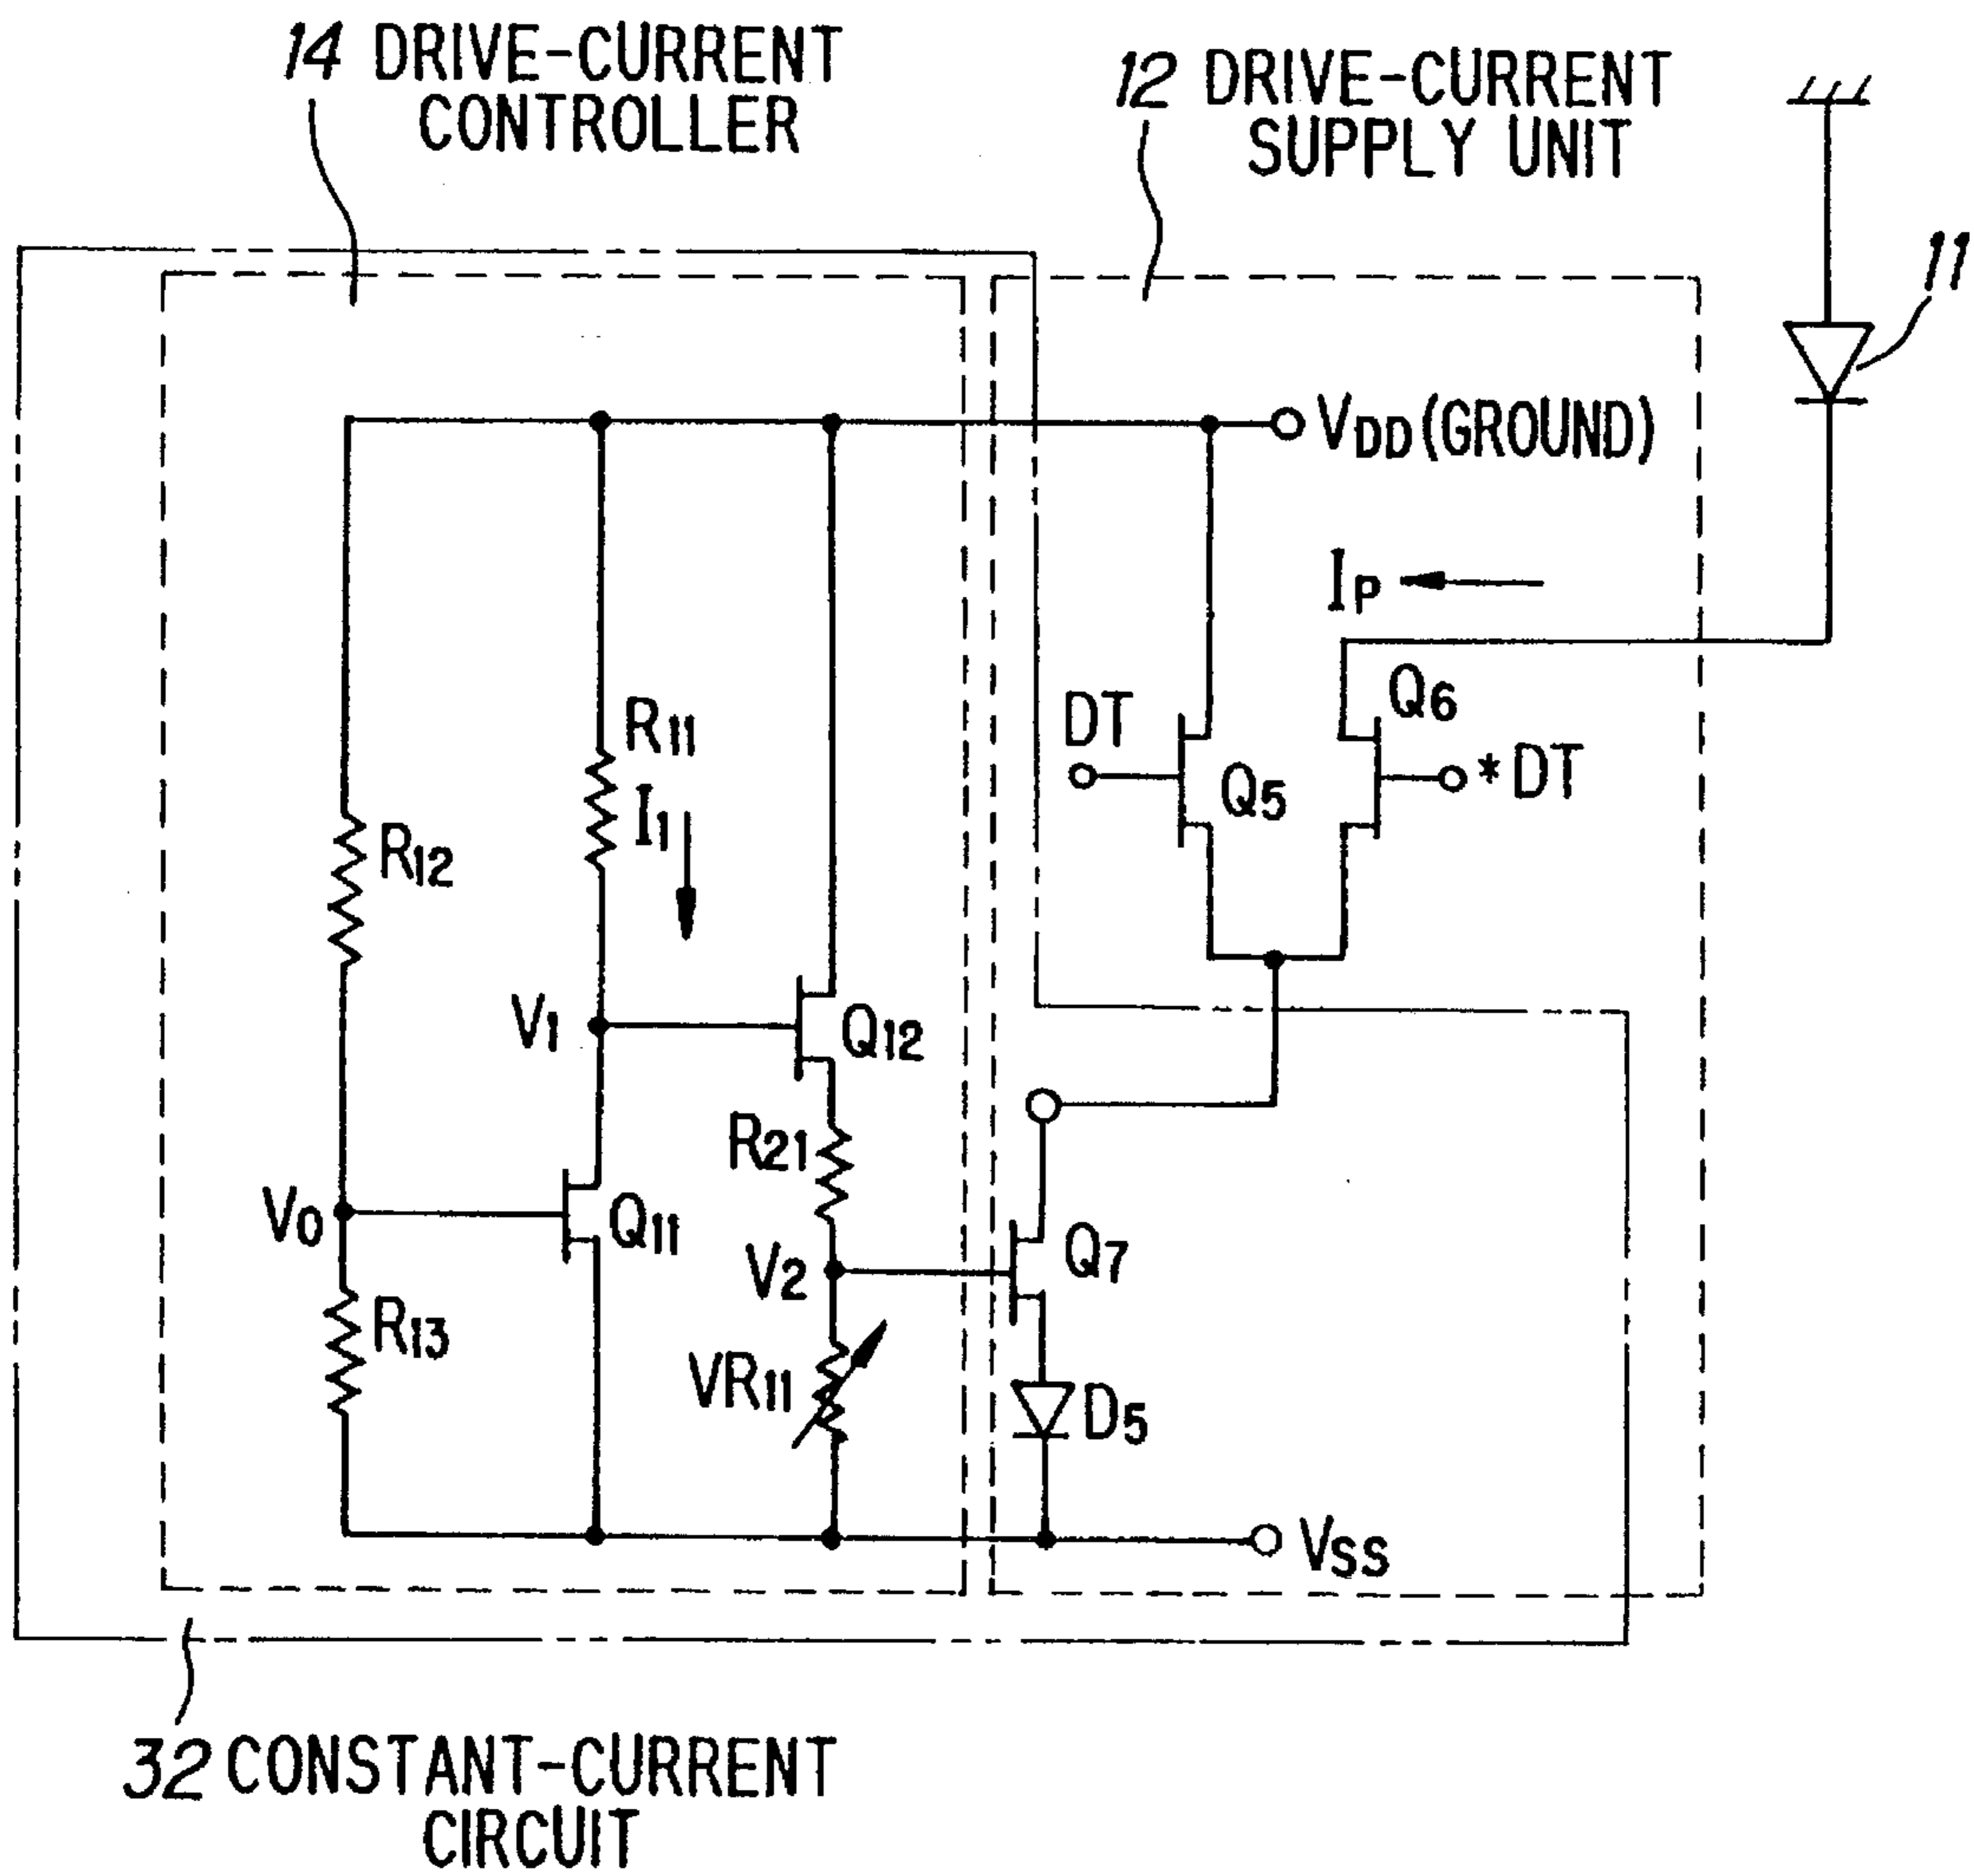 14 DRIVE-CURRENT
CONTROLLER
12 DRIVE-CURRENT
SUPPLY UNIT
11
VDD (GROUND)
IP
Q6
DT
*DT
Q5
R11
I1
R12
V1
Q12
R21
V0
Q11
V2
Q7
R13
VR11
D5
VSS
32 CONSTANT-CURRENT
CIRCUIT